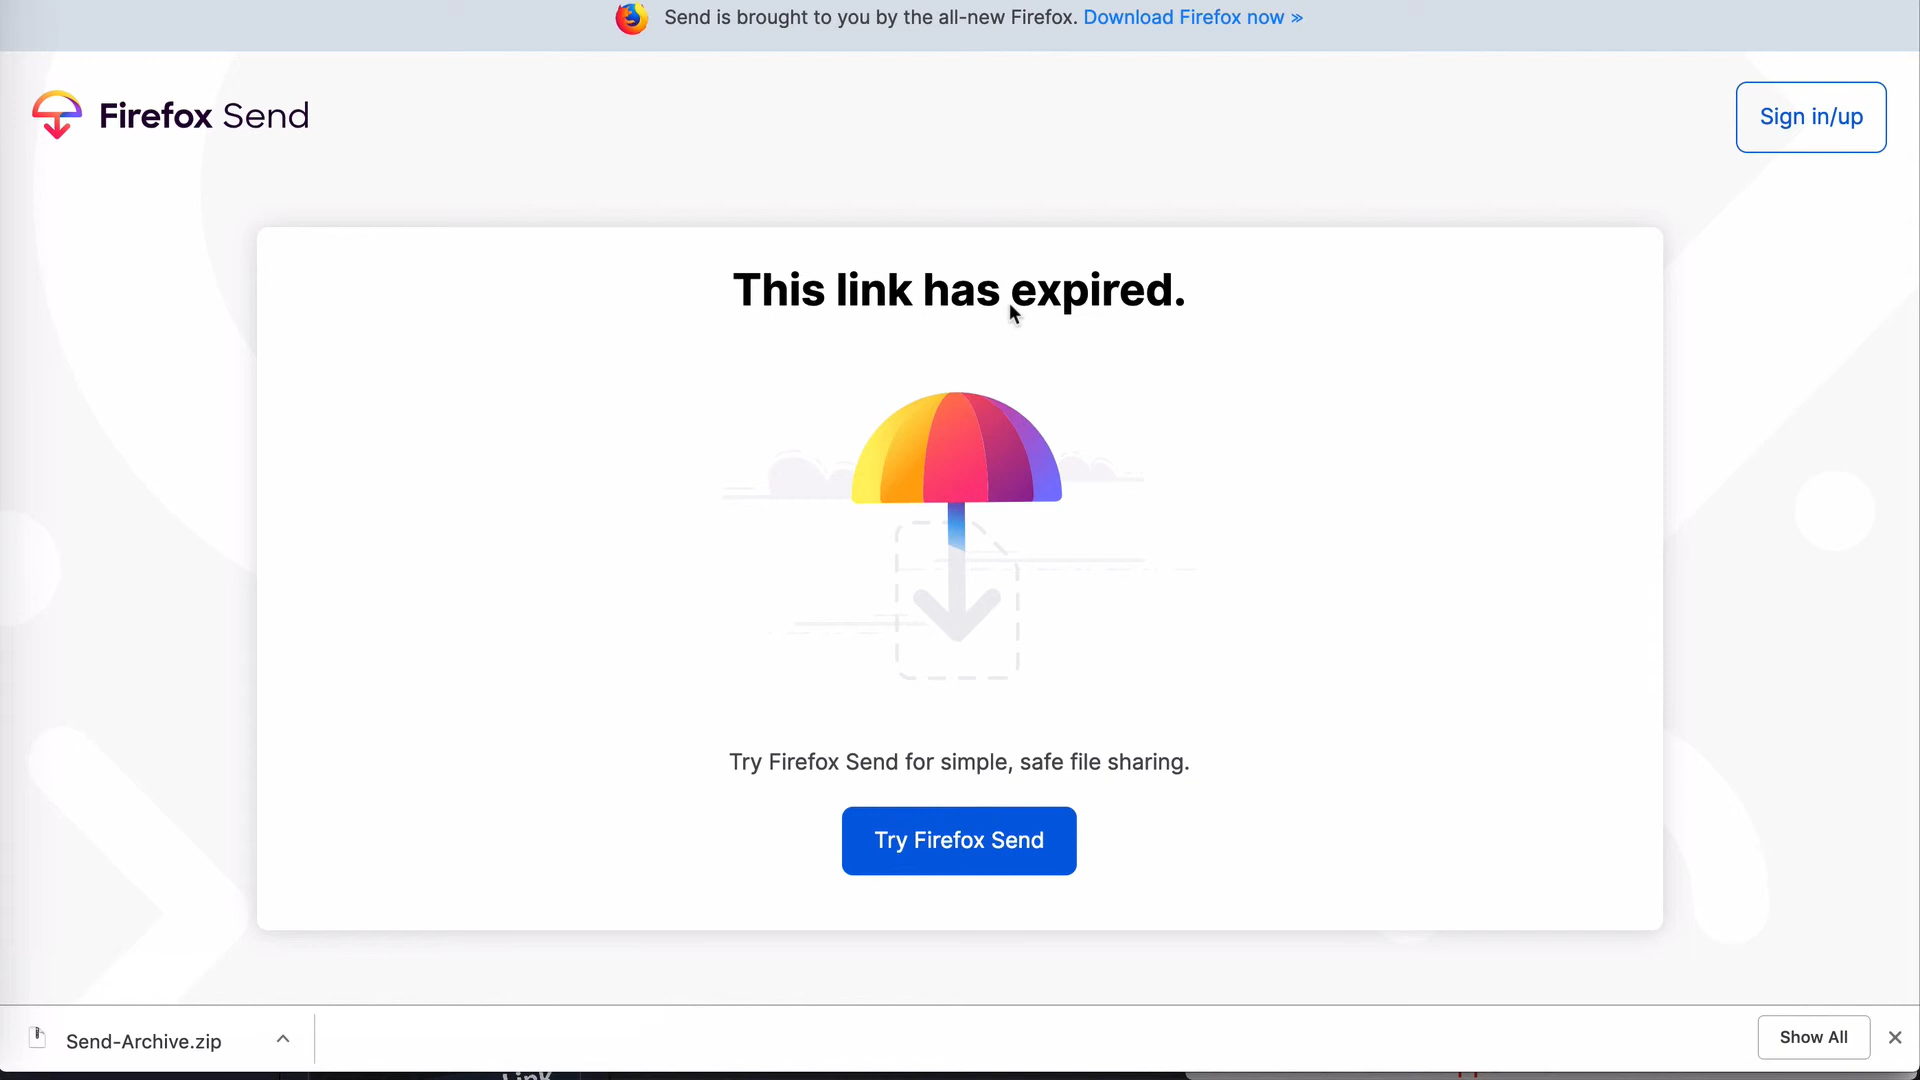 Send is brought to you by the all-new Firefox. Download Firefox now »
Firefox Send
Sign in/up
This link has expired.
Try Firefox Send for simple, safe file sharing.
Try Firefox Send
Send-Archive.zip
Show All
Link